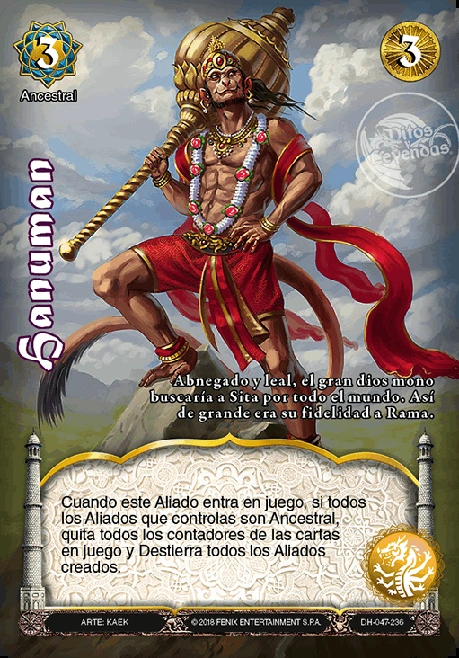 3
3
Ancestral
Mitos y Leyendas
Hanuman
Abnegado y leal, el gran dios mono
buscaría a Sita por todo el mundo. Así
de grande era su fidelidad a Rama.
Cuando este Aliado entra en juego, si todos
los Aliados que controlas son Ancestral,
quita todos los contadores de las cartas
en juego y Destierra todos los Aliados
creados.
ARTE: KAEK
© 2018 FENIX ENTERTAINMENT S.P.A.
DH-047-236